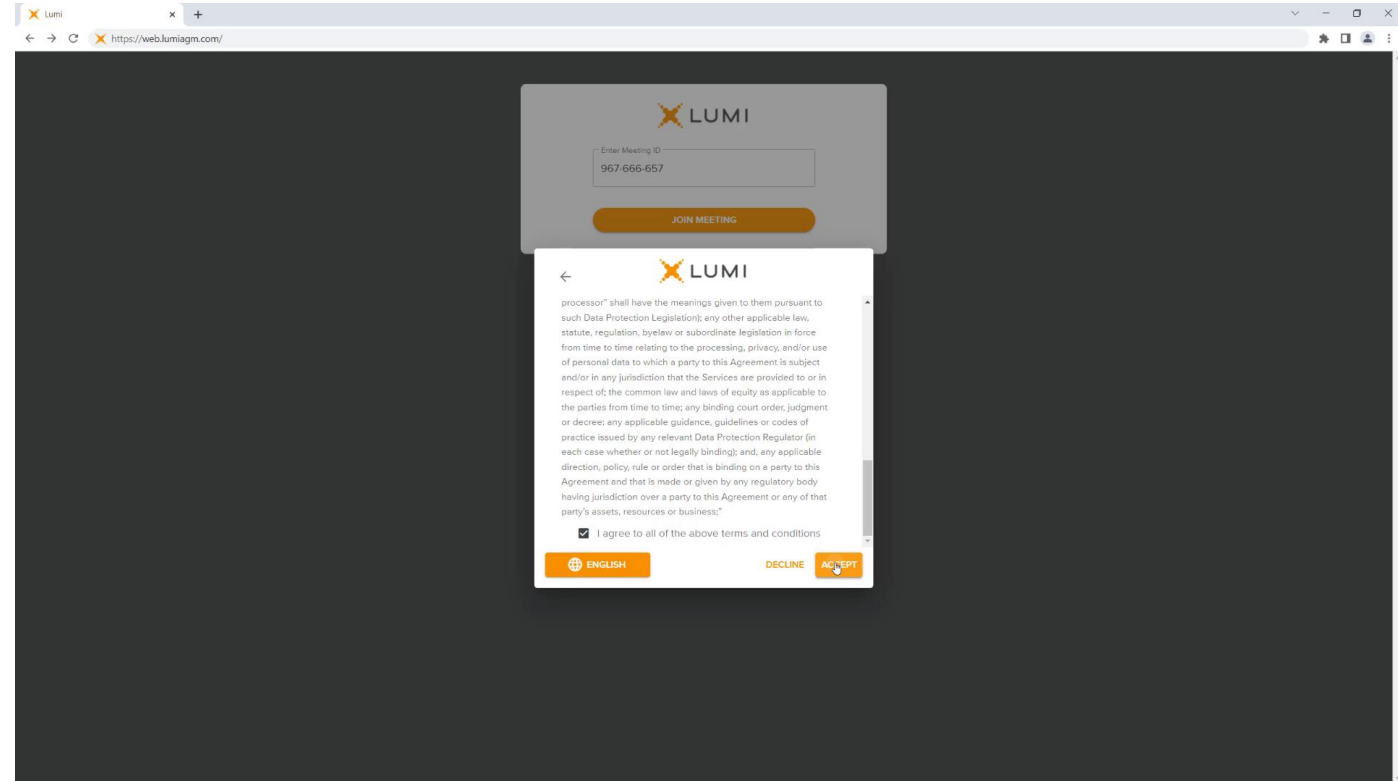 Lumi
https://web.lumiagm.com/
LUMI
Enter Meeting ID
967-666-657
JOIN MEETING
LUMI
processor” shall have the meanings given to them pursuant to
such Data Protection Legislation); any other applicable law,
statute, regulation, byelaw or subordinate legislation in force
from time to time relating to the processing, privacy, and/or use
of personal data to which a party to this Agreement is subject
and/or in any jurisdiction that the Services are provided to or in
respect of; the common law and laws of equity as applicable to
the parties from time to time; any binding court order, judgment
or decree; any applicable guidance, guidelines or codes of
practice issued by any relevant Data Protection Regulator (in
each case whether or not legally binding); and, any applicable
direction, policy, rule or order that is binding on a party to this
Agreement and that is made or given by any regulatory body
having jurisdiction over a party to this Agreement or any of that
party's assets, resources or business;”
I agree to all of the above terms and conditions
ENGLISH DECLINE ACCEPT